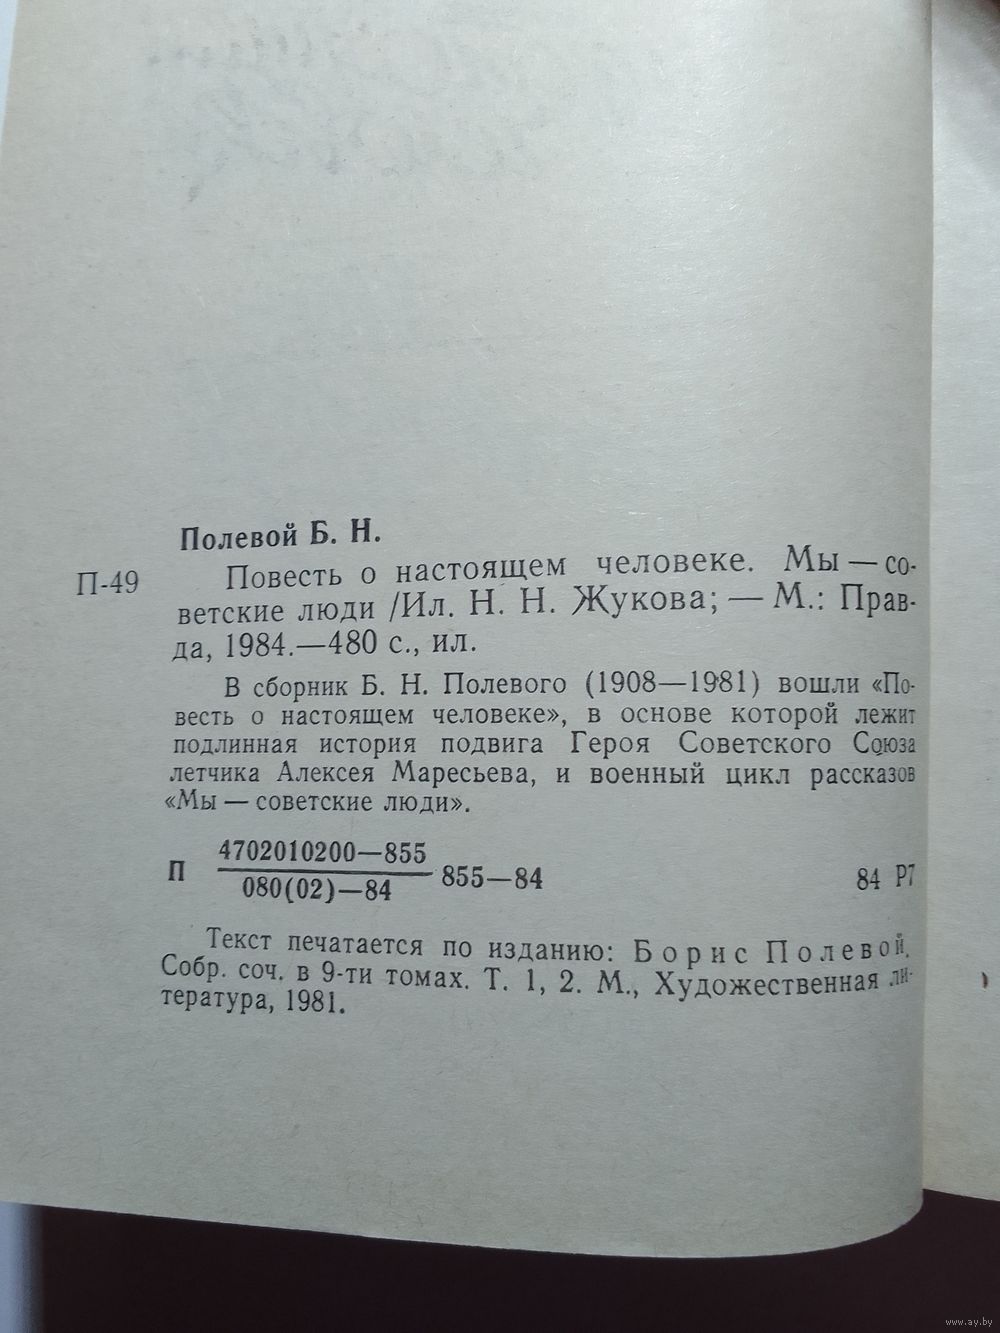 Полевой Б. Н.
П-49 Повесть о настоящем человеке. Мы — со-
ветские люди /Ил. Н. Н. Жукова; — М.: Прав-
да, 1984.—480 с., ил.
В сборник Б. Н. Полевого (1908—1981) вошли «По-
весть о настоящем человеке», в основе которой лежит
подлинная история подвига Героя Советского Союза
летчика Алексея Маресьева, и военный цикл рассказов
«Мы — советские люди».
4702010200—855
П 080(02)—84 855—84 84 Р7
Текст печатается по изданию: Борис Полевой.
Собр. соч. в 9-ти томах. Т. 1, 2. М., Художественная ли-
тература, 1981.
www.ay.by